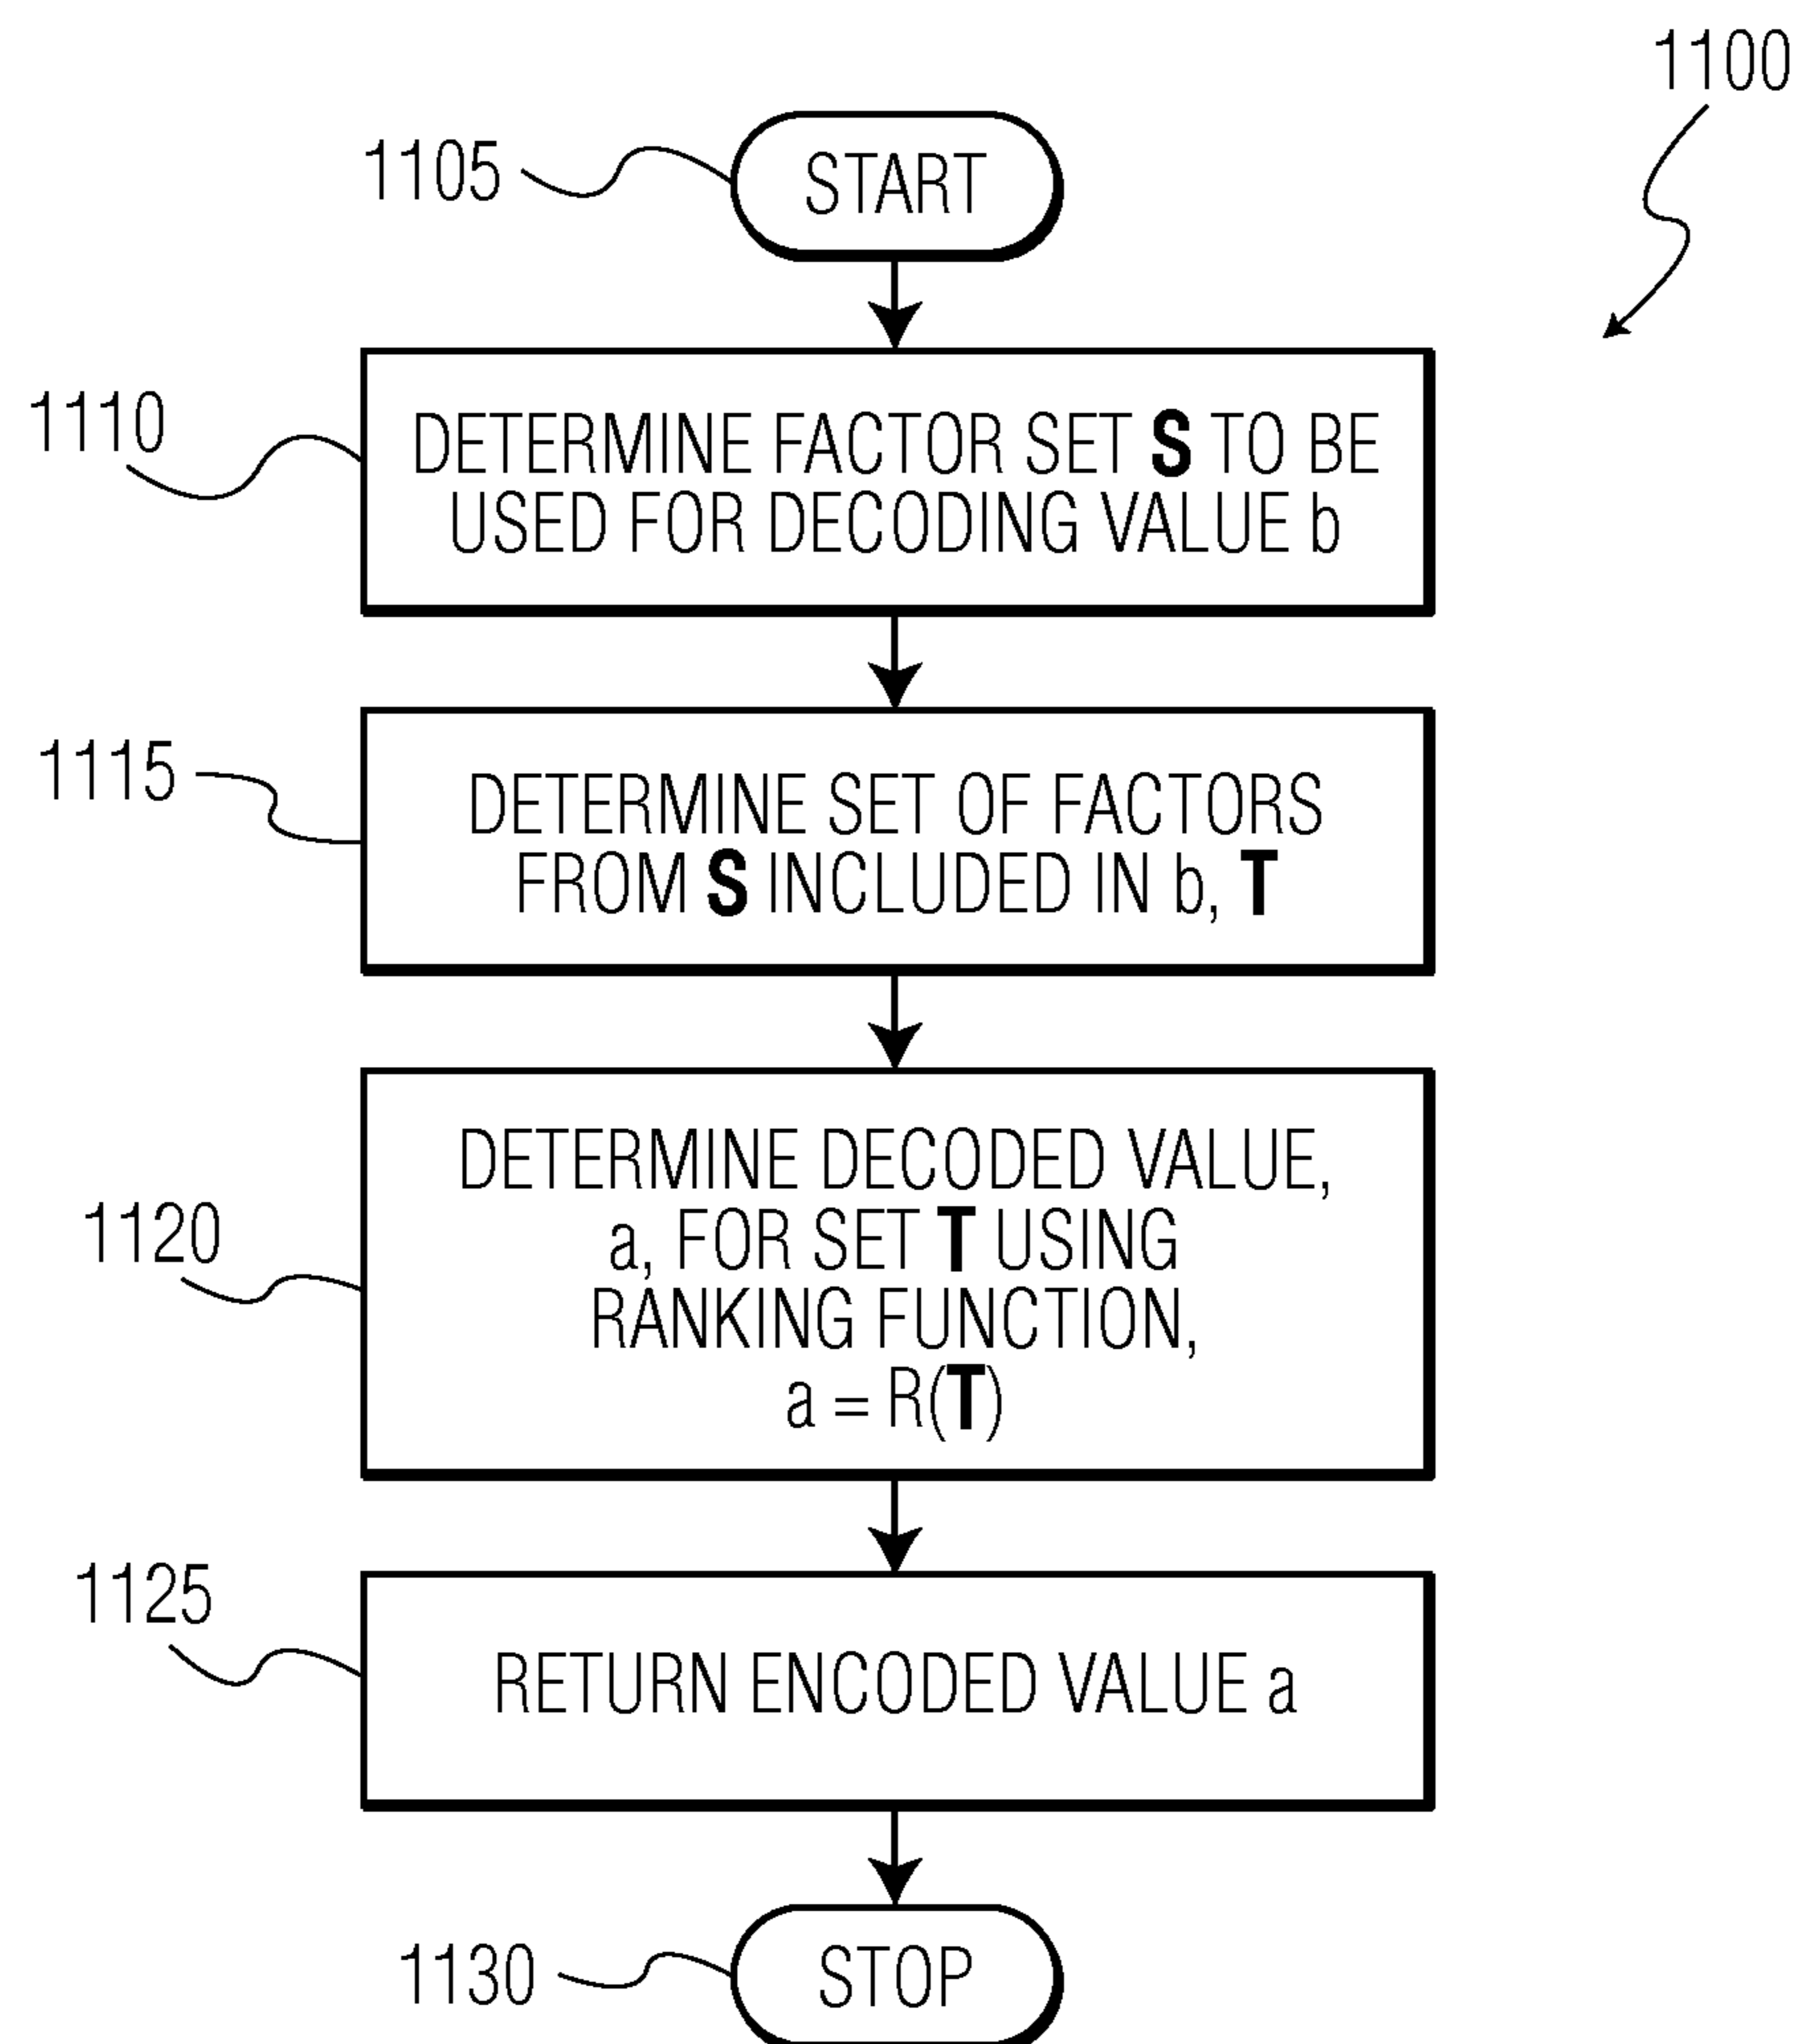 1100
1105
START
1110
DETERMINE FACTOR SET S TO BE
USED FOR DECODING VALUE b
1115
DETERMINE SET OF FACTORS
FROM S INCLUDED IN b, T
1120
DETERMINE DECODED VALUE,
a, FOR SET T USING
RANKING FUNCTION,
a = R(T)
1125
RETURN ENCODED VALUE a
1130
STOP